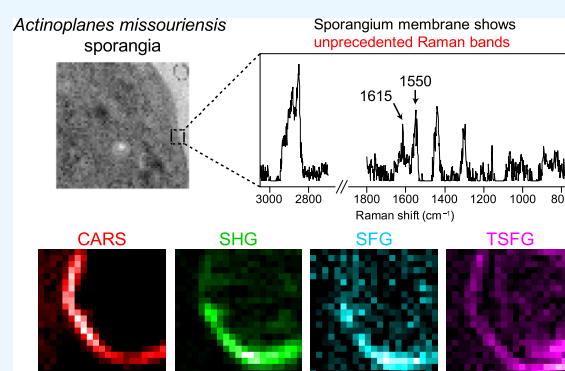 Actinoplanes missouriensis
sporangia
Sporangium membrane shows
unprecedented Raman bands
1615
1550
3000 2800 1800 1600 1400 1200 1000 800
Raman shift (cm⁻¹)
CARS SHG SFG TSFG